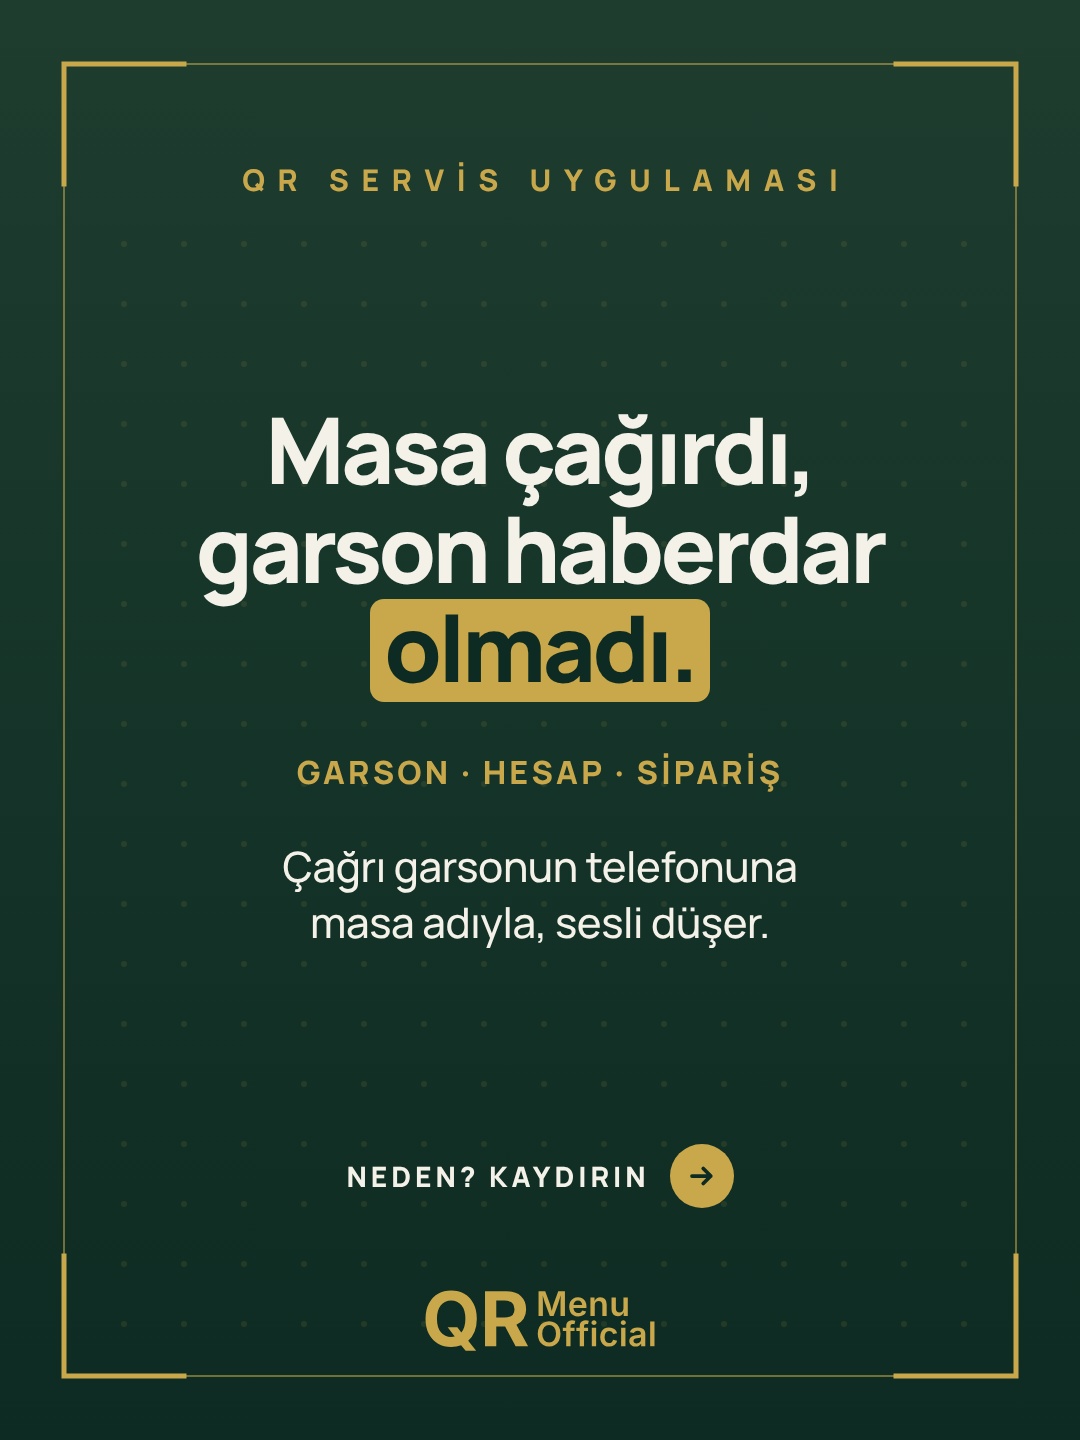 QR SERVİS UYGULAMASI
Masa çağırdı,
garson haberdar
olmadı.
GARSON · HESAP · SİPARİŞ
Çağrı garsonun telefonuna
masa adıyla, sesli düşer.
NEDEN? KAYDIRIN
QR Menu
Official